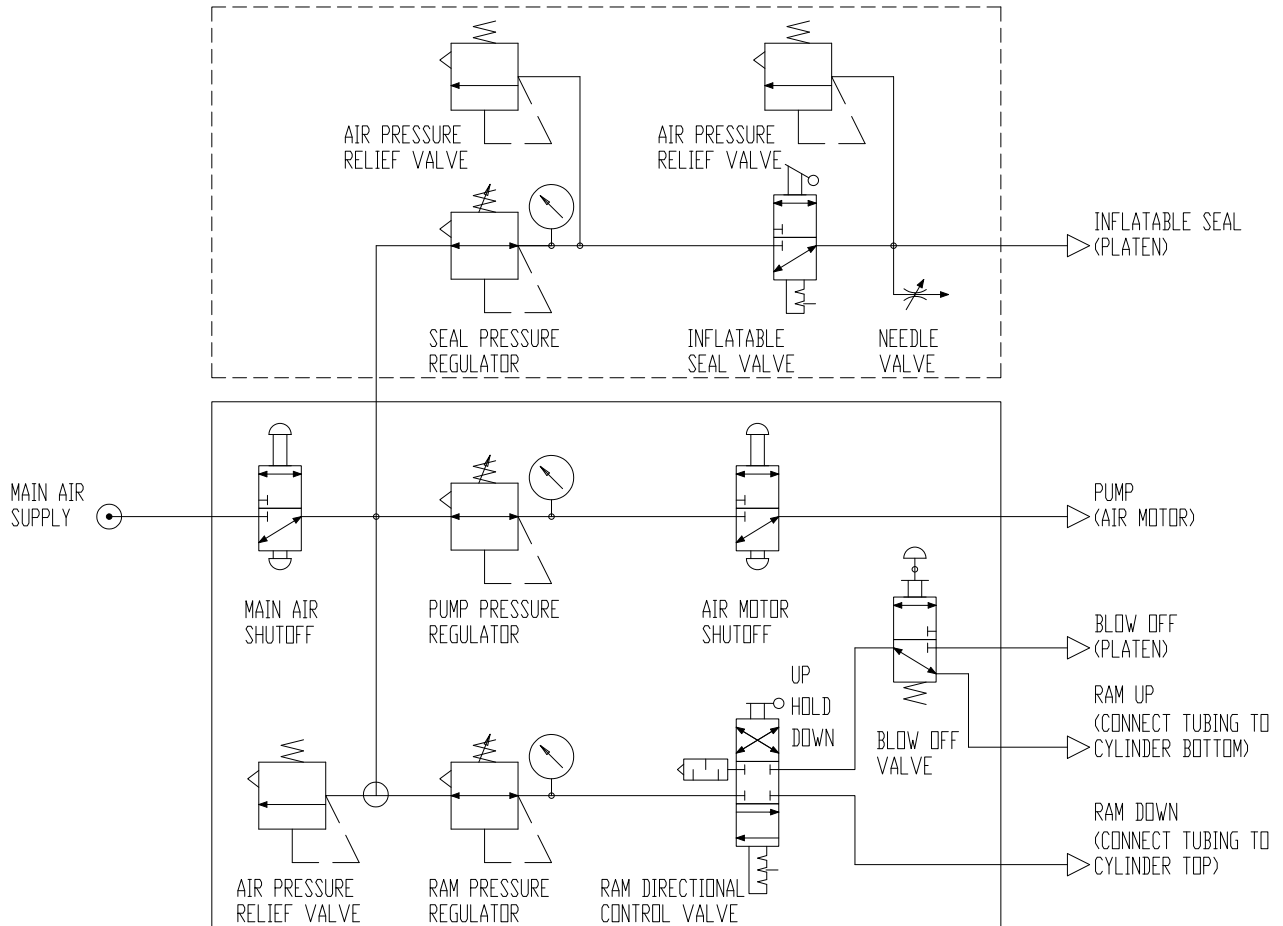 AIR PRESSURE
RELIEF VALVE
AIR PRESSURE
RELIEF VALVE
INFLATABLE SEAL
(PLATEN)
SEAL PRESSURE
REGULATOR
INFLATABLE
SEAL VALVE
NEEDLE
VALVE
MAIN AIR
SUPPLY
PUMP
(AIR MOTOR)
MAIN AIR
SHUTOFF
PUMP PRESSURE
REGULATOR
AIR MOTOR
SHUTOFF
BLOW OFF
(PLATEN)
UP
HOLD
DOWN
BLOW OFF
VALVE
RAM UP
(CONNECT TUBING TO
CYLINDER BOTTOM)
RAM DOWN
(CONNECT TUBING TO
CYLINDER TOP)
AIR PRESSURE
RELIEF VALVE
RAM PRESSURE
REGULATOR
RAM DIRECTIONAL
CONTROL VALVE